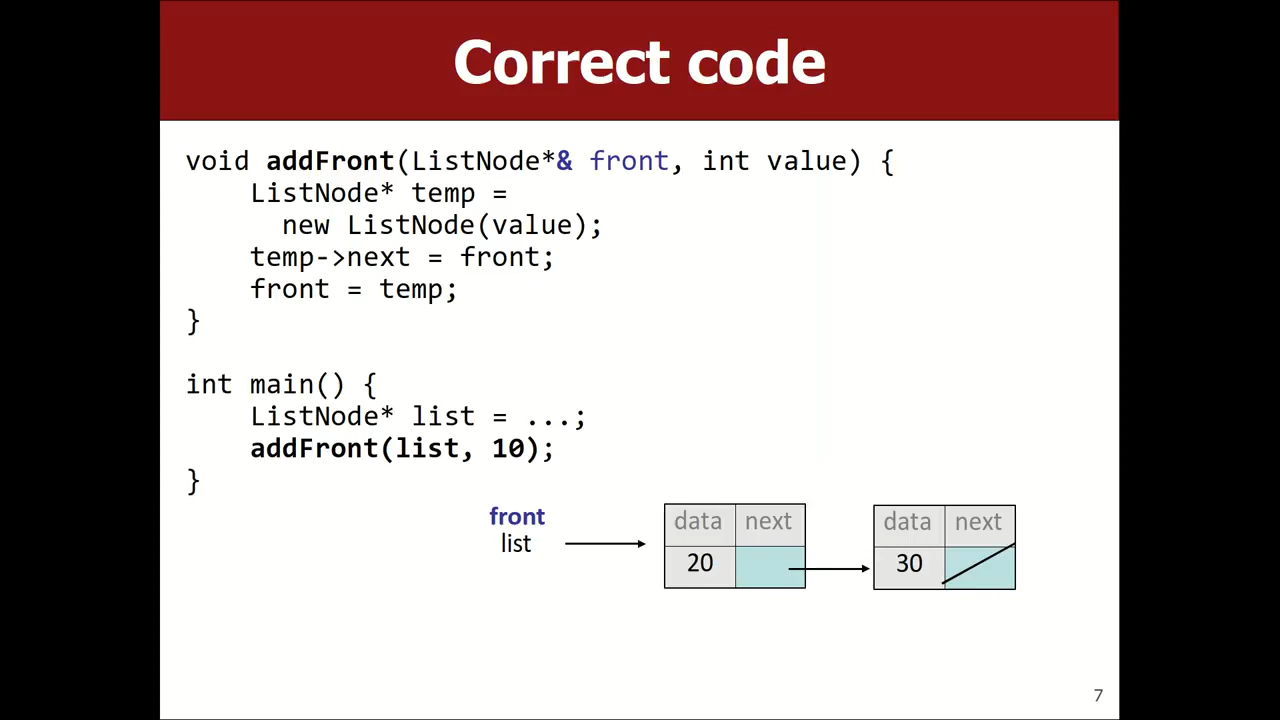 Correct code
void addFront(ListNode*& front, int value) {
    ListNode* temp =
      new ListNode(value);
    temp->next = front;
    front = temp;
}
int main() {
    ListNode* list = ...;
    addFront(list, 10);
}
front
list
data next
20
data next
30
7